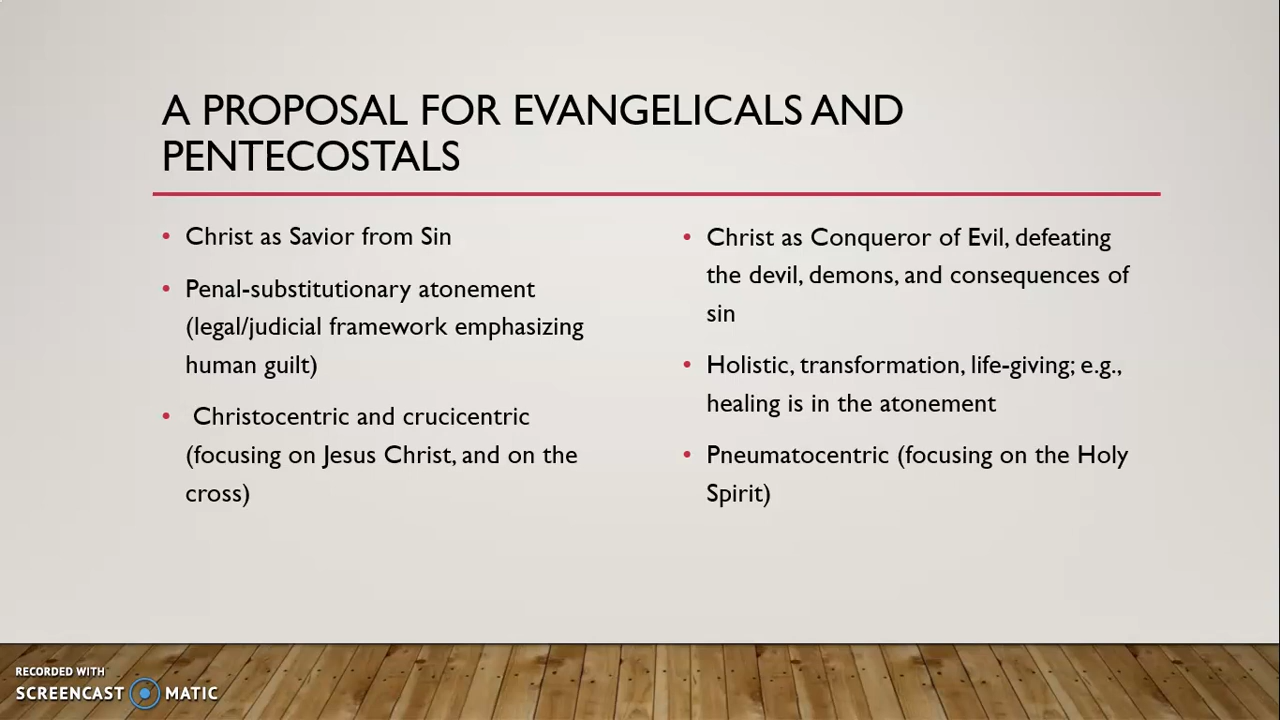 A PROPOSAL FOR EVANGELICALS AND
PENTECOSTALS
• Christ as Savior from Sin
• Penal-substitutionary atonement
(legal/judicial framework emphasizing
human guilt)
• Christocentric and crucicentric
(focusing on Jesus Christ, and on the
cross)
• Christ as Conqueror of Evil, defeating
the devil, demons, and consequences of
sin
• Holistic, transformation, life-giving; e.g.,
healing is in the atonement
• Pneumatocentric (focusing on the Holy
Spirit)
RECORDED WITH
SCREENCAST MATIC